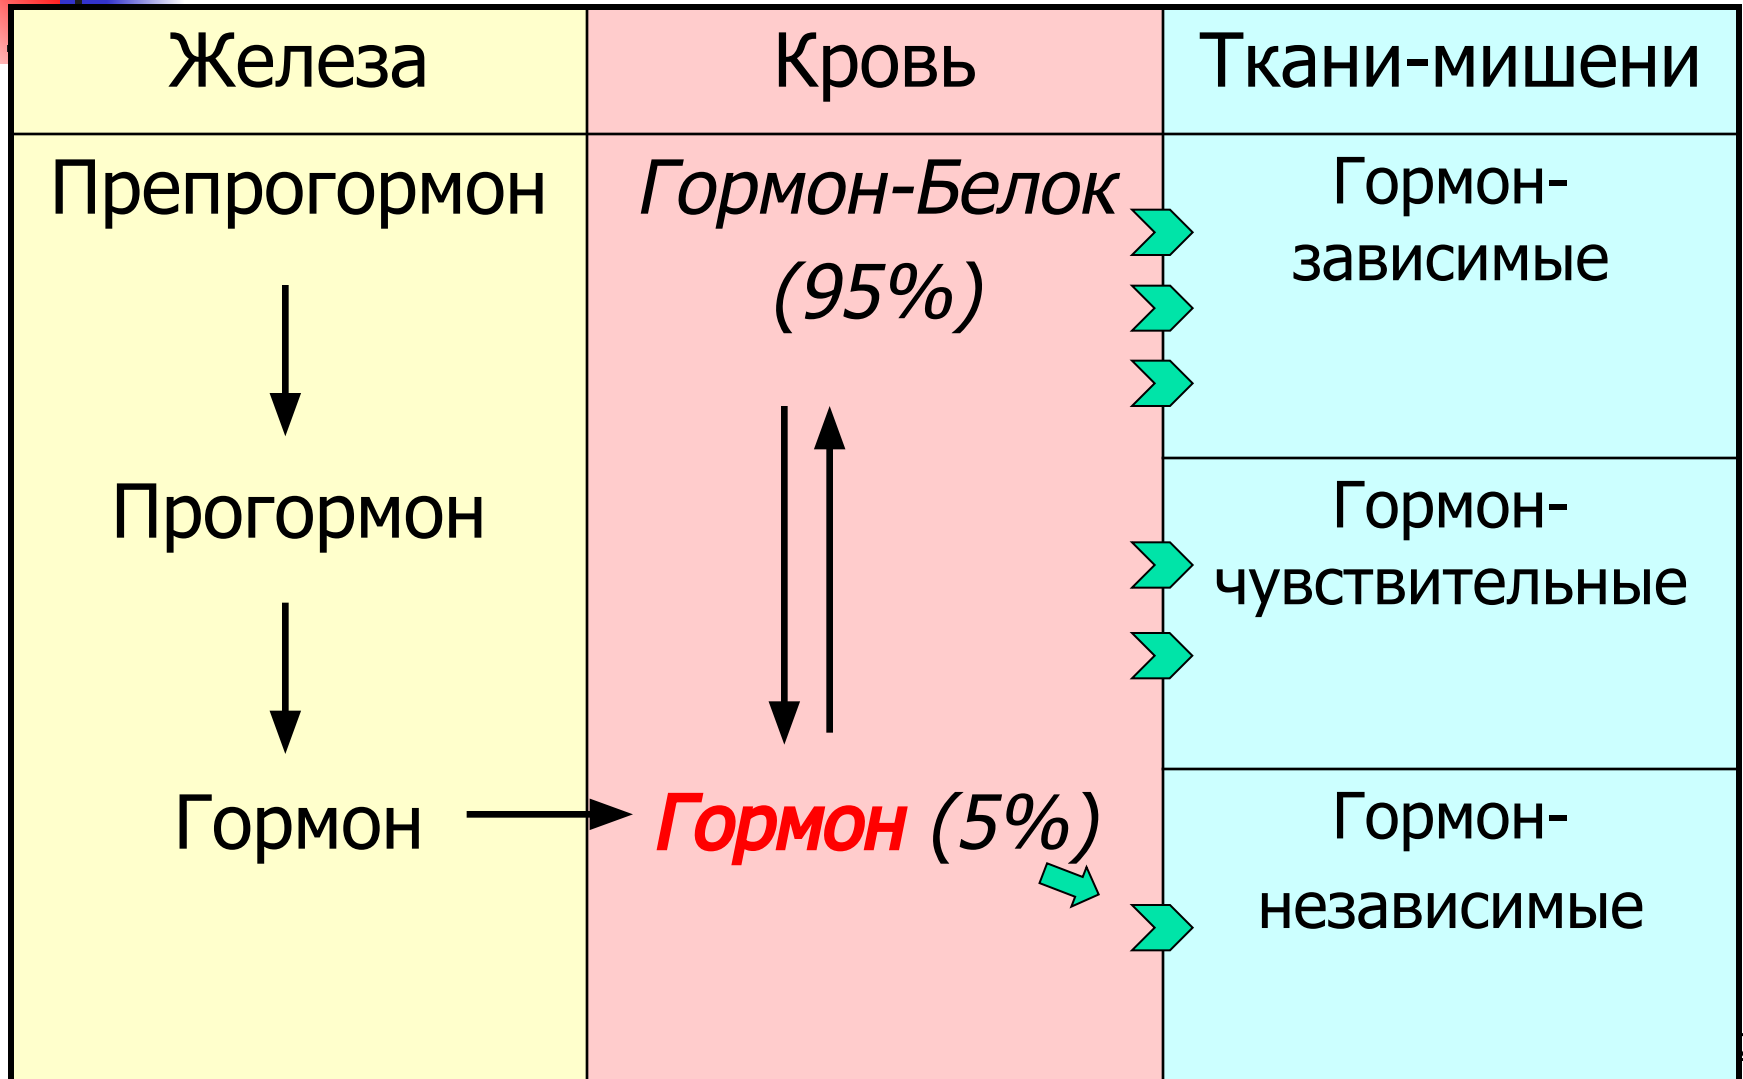 Железа
Кровь
Ткани-мишени
Препрогормон
Прогормон
Гормон
Гормон-Белок
(95%)
Гормон (5%)
Гормон-
зависимые
Гормон-
чувствительные
Гормон-
независимые